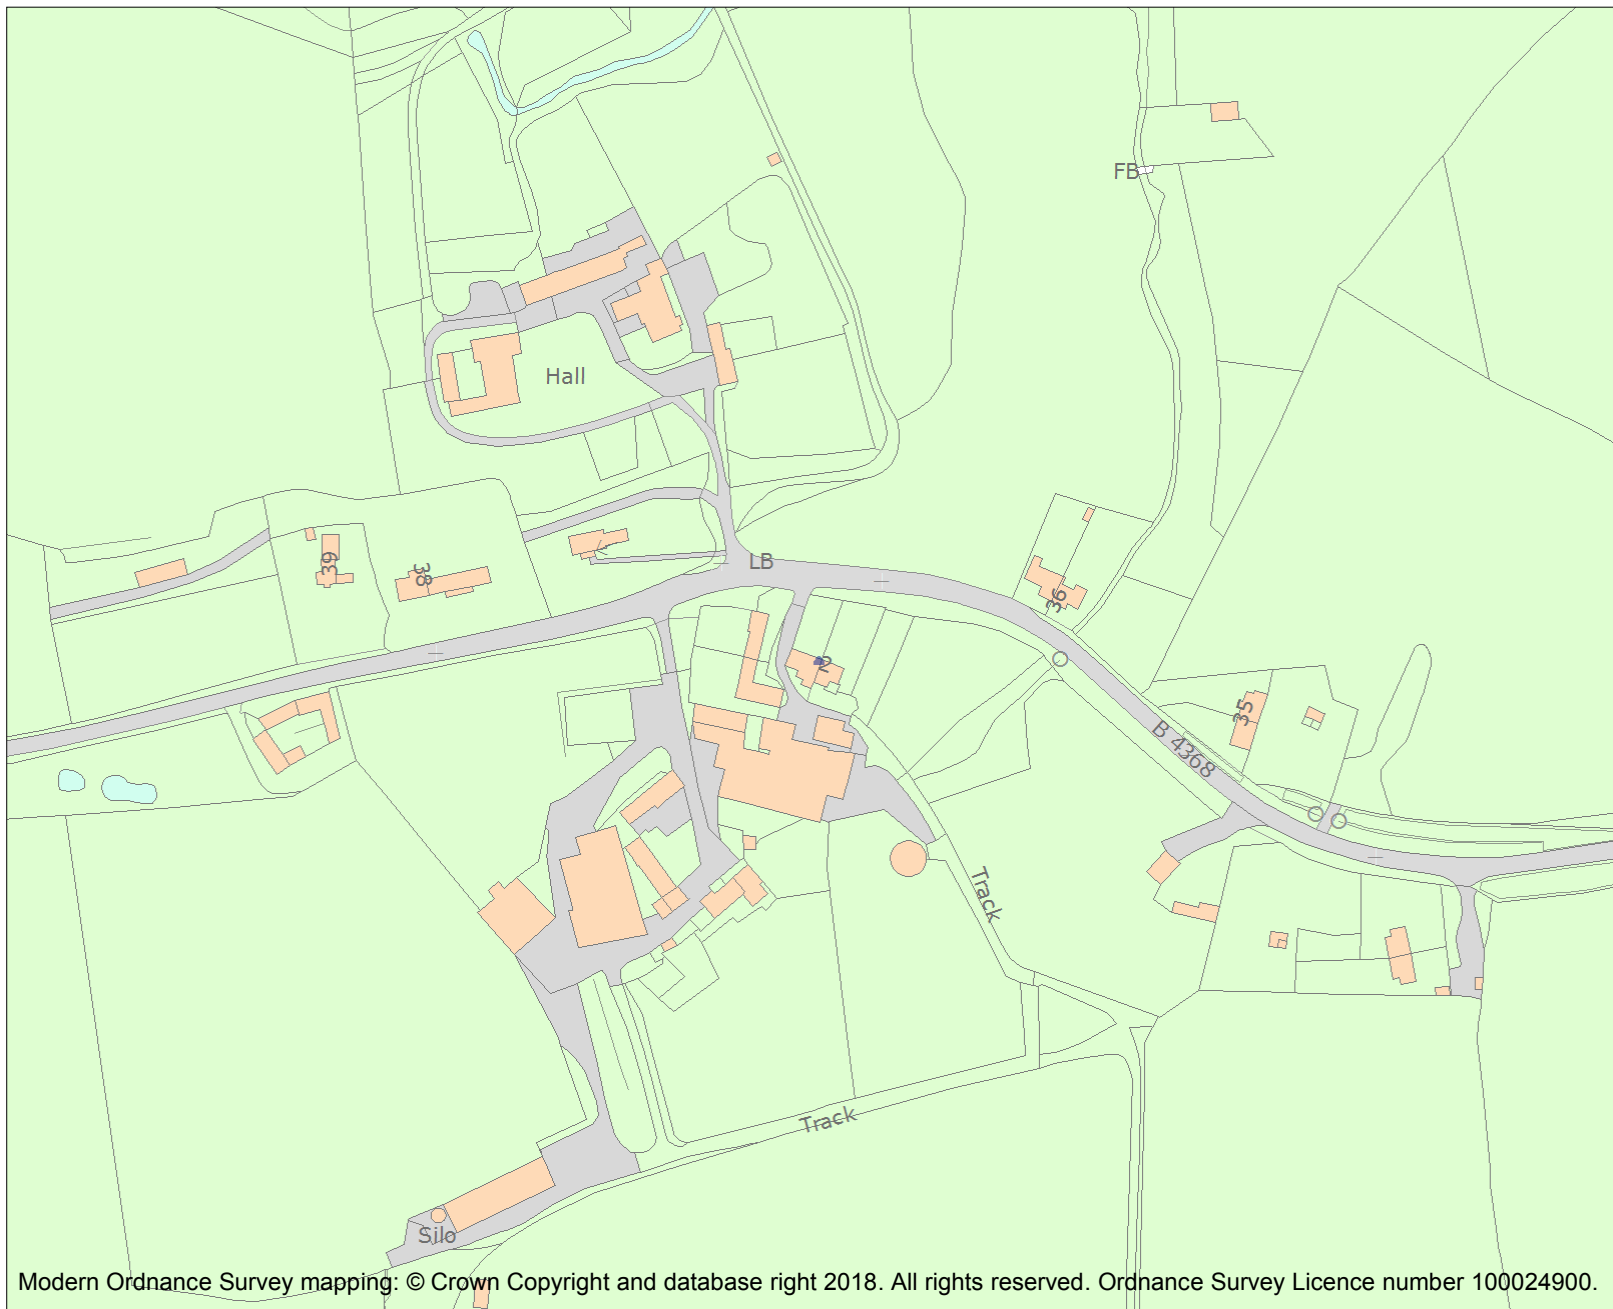 FB
Hall
LB
39
38
1
36
2
35
B 4368
Track
Track
Silo
Modern Ordnance Survey mapping: © Crown Copyright and database right 2018. All rights reserved. Ordnance Survey Licence number 100024900.